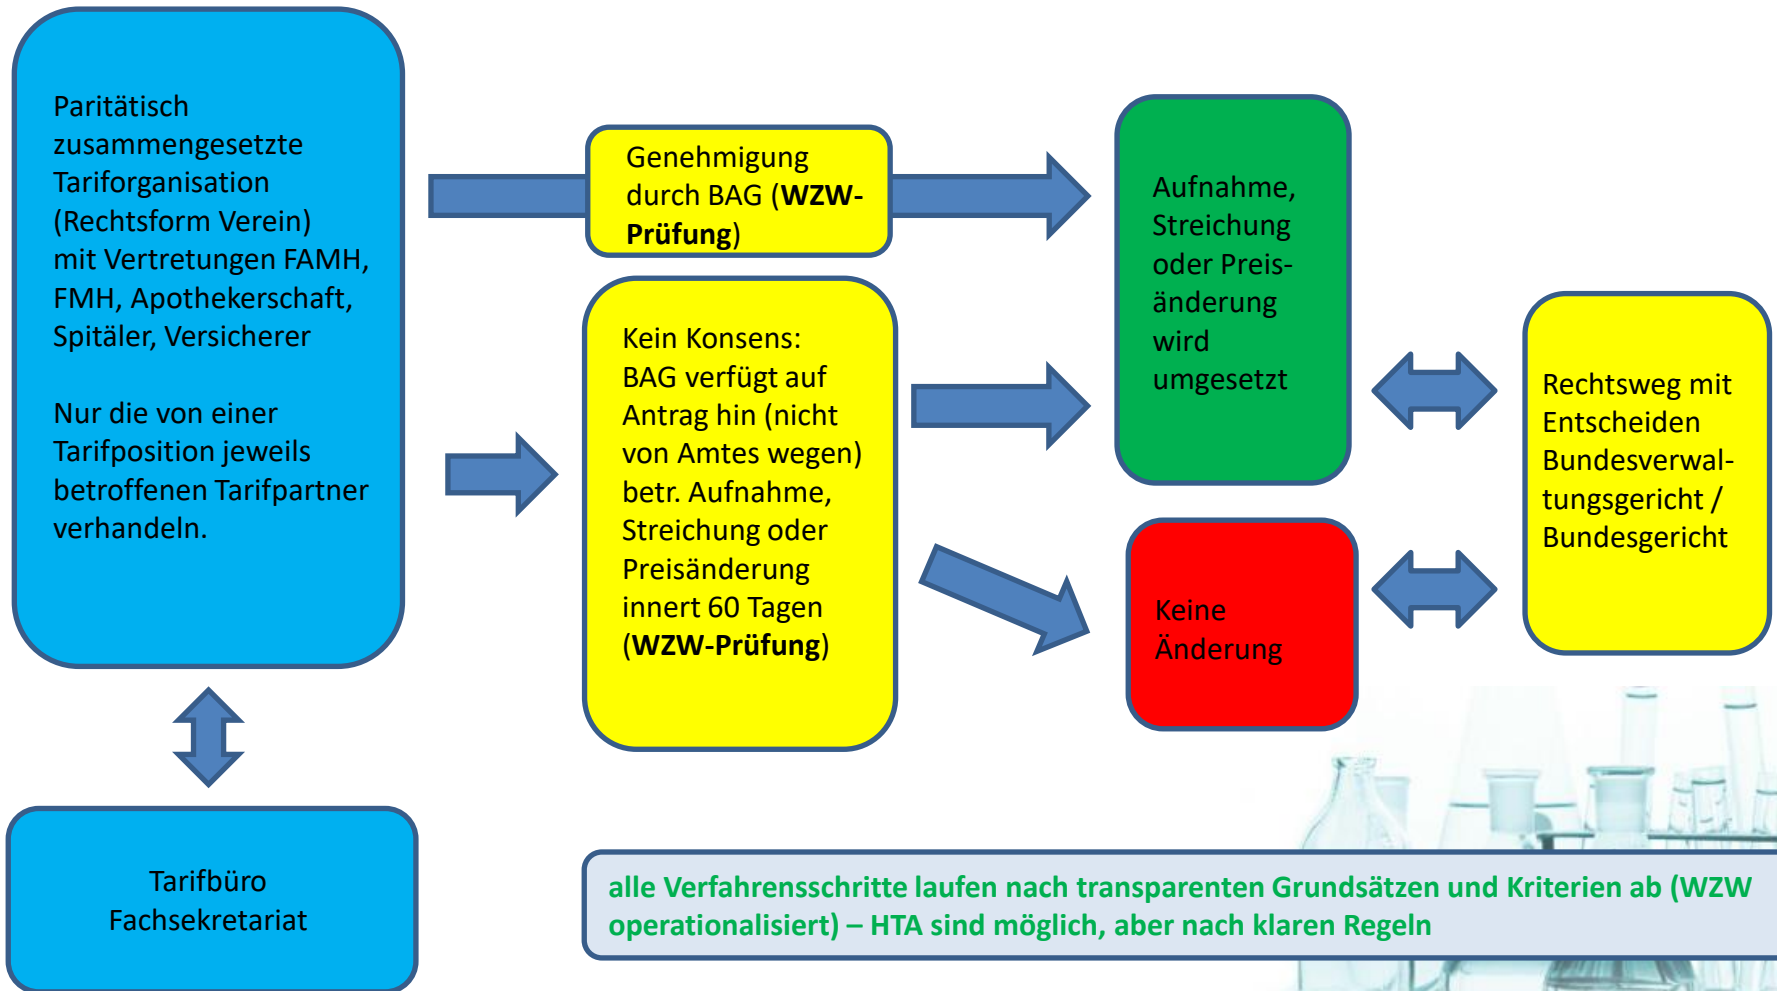 Paritätisch
zusammengesetzte
Tariforganisation
(Rechtsform Verein)
mit Vertretungen FAMH,
FMH, Apothekerschaft,
Spitäler, Versicherer
Nur die von einer
Tarifposition jeweils
betroffenen Tarifpartner
verhandeln.
Tarifbüro
Fachsekretariat
Genehmigung
durch BAG (WZW-
Prüfung)
Kein Konsens:
BAG verfügt auf
Antrag hin (nicht
von Amtes wegen)
betr. Aufnahme,
Streichung oder
Preisänderung
innert 60 Tagen
(WZW-Prüfung)
Aufnahme,
Streichung
oder Preis-
änderung
wird
umgesetzt
Keine
Änderung
Rechtsweg mit
Entscheiden
Bundesverwal-
tungsgericht /
Bundesgericht
alle Verfahrensschritte laufen nach transparenten Grundsätzen und Kriterien ab (WZW
operationalisiert) – HTA sind möglich, aber nach klaren Regeln